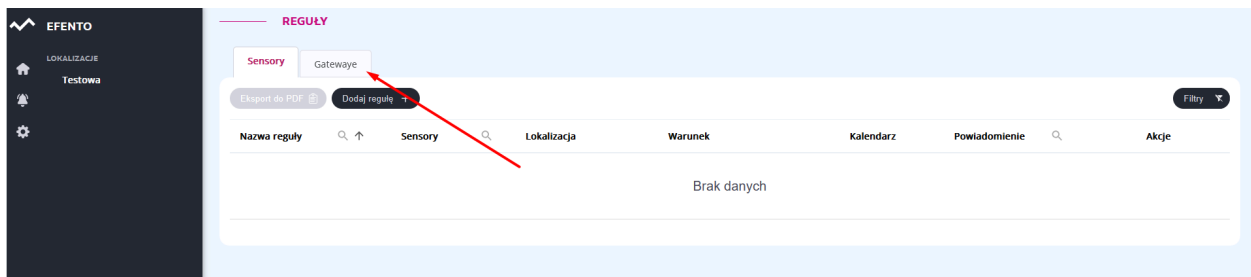 EFENTO
LOKALIZACJE
Testowa
REGUŁY
Sensory Gatewaye
Eksport do PDF Dodaj regułę + Filtry
Nazwa reguły Sensory Lokalizacja Warunek Kalendarz Powiadomienie Akcje
Brak danych